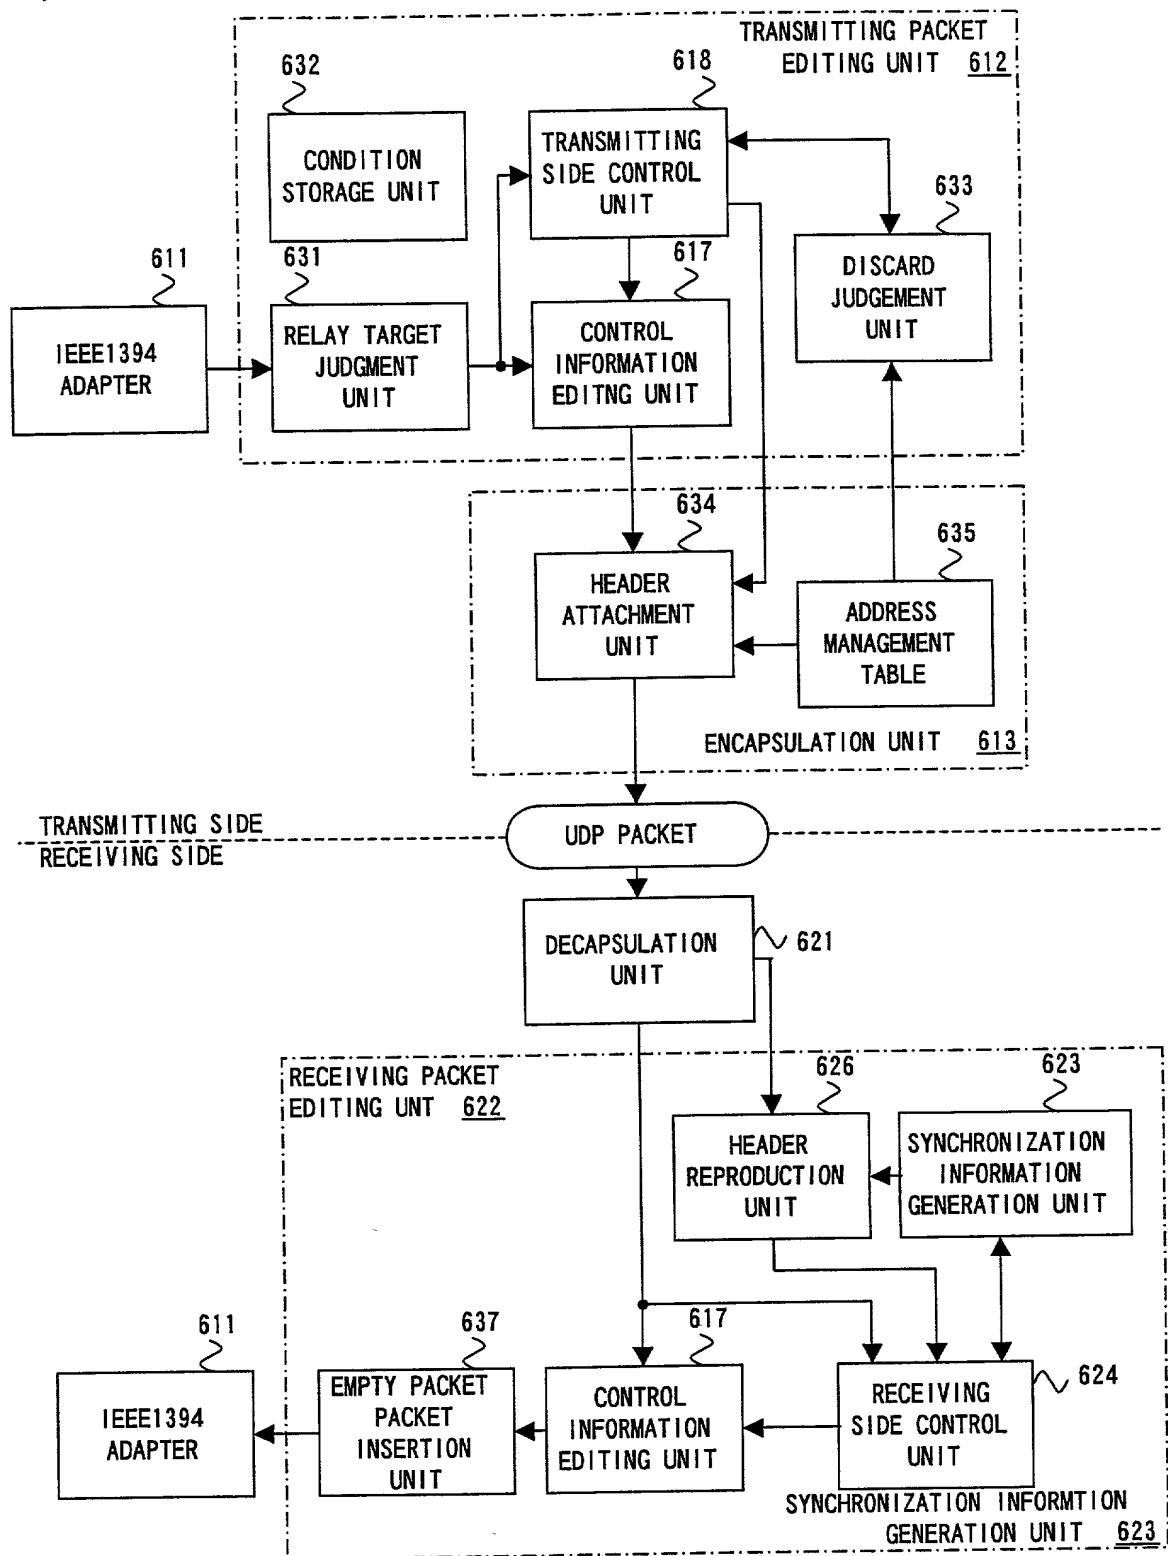 TRANSMITTING PACKET
EDITING UNIT 612
632
618
CONDITION
STORAGE UNIT
TRANSMITTING
SIDE CONTROL
UNIT
633
611
631
617
DISCARD
JUDGEMENT
UNIT
IEEE1394
ADAPTER
RELAY TARGET
JUDGMENT
UNIT
CONTROL
INFORMATION
EDITNG UNIT
634
635
HEADER
ATTACHMENT
UNIT
ADDRESS
MANAGEMENT
TABLE
ENCAPSULATION UNIT 613
TRANSMITTING SIDE
UDP PACKET
RECEIVING SIDE
DECAPSULATION
UNIT
621
RECEIVING PACKET
EDITING UNT 622
626
623
HEADER
REPRODUCTION
UNIT
SYNCHRONIZATION
INFORMATION
GENERATION UNIT
611
637
617
624
IEEE1394
ADAPTER
EMPTY PACKET
PACKET
INSERTION
UNIT
CONTROL
INFORMATION
EDITING UNIT
RECEIVING
SIDE CONTROL
UNIT
SYNCHRONIZATION INFORMTION
GENERATION UNIT 623